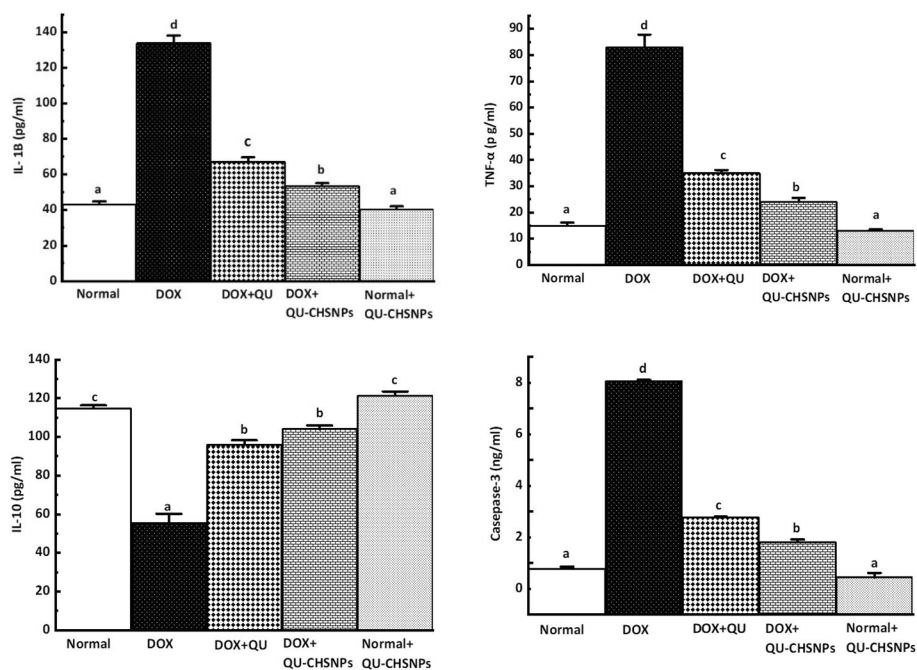 IL- 1B (pg/ml)
140
120
100
80
60
40
20
0
a
d
c
b
a
Normal
DOX
DOX+QU
DOX+
QU-CHSNPs
Normal+
QU-CHSNPs
TNF-α (p g/ml)
90
80
70
60
50
40
30
20
10
0
a
d
c
b
a
Normal
DOX
DOX+QU
DOX+
QU-CHSNPs
Normal+
QU-CHSNPs
IL-10 (pg/ml)
140
120
100
80
60
40
20
0
c
a
b
b
c
Normal
DOX
DOX+QU
DOX+
QU-CHSNPs
Normal+
QU-CHSNPs
Casepase-3 (ng/ml)
8
6
4
2
0
a
d
c
b
a
Normal
DOX
DOX+QU
DOX+
QU-CHSNPs
Normal+
QU-CHSNPs